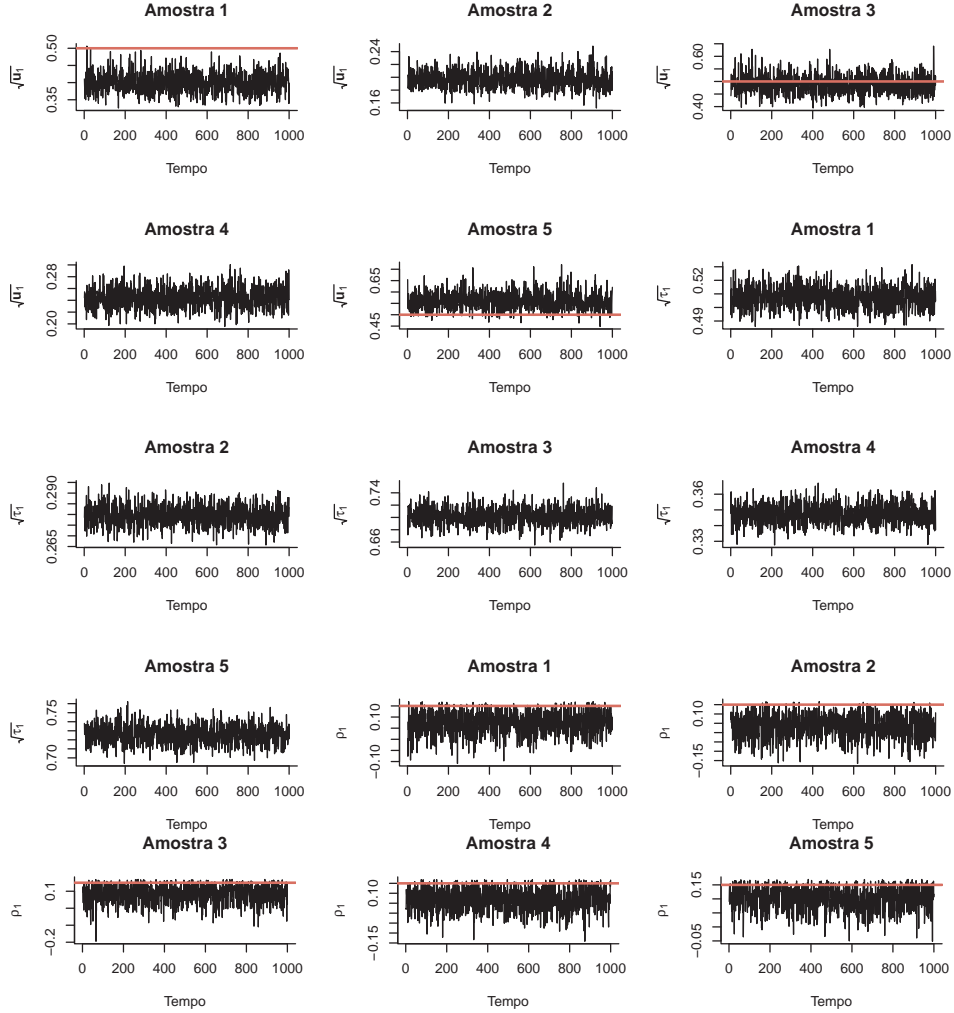 Amostra 1
√u₁
0.35
0.50
0 200 400 600 800 1000
Tempo
Amostra 2
√u₁
0.16
0.24
0 200 400 600 800 1000
Tempo
Amostra 3
√u₁
0.40
0.60
0 200 400 600 800 1000
Tempo
Amostra 4
√u₁
0.20
0.28
0 200 400 600 800 1000
Tempo
Amostra 5
√u₁
0.45
0.65
0 200 400 600 800 1000
Tempo
Amostra 1
√τ₁
0.49
0.52
0 200 400 600 800 1000
Tempo
Amostra 2
√τ₁
0.265
0.290
0 200 400 600 800 1000
Tempo
Amostra 3
√τ₁
0.66
0.74
0 200 400 600 800 1000
Tempo
Amostra 4
√τ₁
0.33
0.36
0 200 400 600 800 1000
Tempo
Amostra 5
√τ₁
0.70
0.75
0 200 400 600 800 1000
Tempo
Amostra 1
ρ₁
−0.10
0.10
0 200 400 600 800 1000
Tempo
Amostra 2
ρ₁
−0.15
0.10
0 200 400 600 800 1000
Tempo
Amostra 3
ρ₁
−0.2
0.1
0 200 400 600 800 1000
Tempo
Amostra 4
ρ₁
−0.15
0.10
0 200 400 600 800 1000
Tempo
Amostra 5
ρ₁
−0.05
0.15
0 200 400 600 800 1000
Tempo